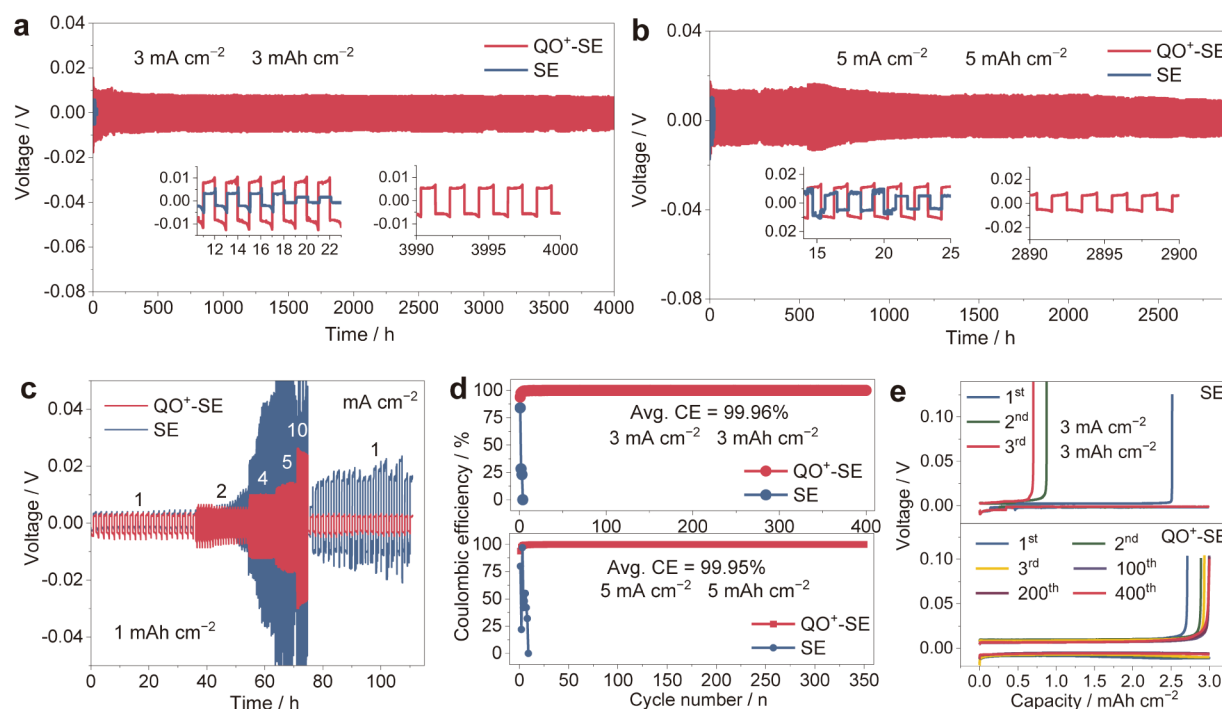 a
0.04
0.02
0.00
-0.02
-0.04
-0.06
-0.08
Voltage / V
3 mA cm⁻² 3 mAh cm⁻²
QO⁺-SE
SE
0.01
0.00
-0.01
12 14 16 18 20 22
0.01
0.00
-0.01
3990 3995 4000
0 500 1000 1500 2000 2500 3000 3500 4000
Time / h
b
0.04
0.00
-0.04
-0.08
Voltage / V
5 mA cm⁻² 5 mAh cm⁻²
QO⁺-SE
SE
0.02
0.01
0.00
0.01
0.02
15 20 25
0.02
0.01
0.00
-0.01
-0.02
2890 2895 2900
0 500 1000 1500 2000 2500
Time / h
c
0.04
0.02
0.00
-0.02
-0.04
Voltage / V
QO⁺-SE
SE
mA cm⁻²
1 2 4 5 10 1
1 mAh cm⁻²
0 20 40 60 80 100
Time / h
d
Coulombic efficiency / %
100
75
50
25
0
Avg. CE = 99.96%
3 mA cm⁻² 3 mAh cm⁻²
QO⁺-SE
SE
0 100 200 300 400
100
75
50
25
0
Avg. CE = 99.95%
5 mA cm⁻² 5 mAh cm⁻²
QO⁺-SE
SE
0 50 100 150 200 250 300 350
Cycle number / n
e
Voltage / V
0.10
0.05
0.00
SE
1ˢᵗ
2ⁿᵈ
3ʳᵈ
3 mA cm⁻²
3 mAh cm⁻²
0.10
0.05
0.00
QO⁺-SE
1ˢᵗ 2ⁿᵈ
3ʳᵈ 100ᵗʰ
200ᵗʰ 400ᵗʰ
0.0 0.5 1.0 1.5 2.0 2.5 3.0
Capacity / mAh cm⁻²